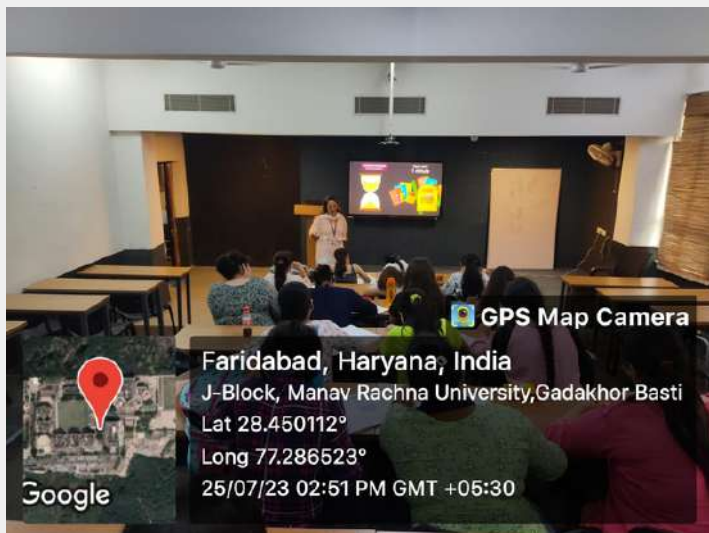 GPS Map Camera
Faridabad, Haryana, India
J-Block, Manav Rachna University,Gadakhor Basti
Lat 28.450112°
Long 77.286523°
25/07/23 02:51 PM GMT +05:30
Google